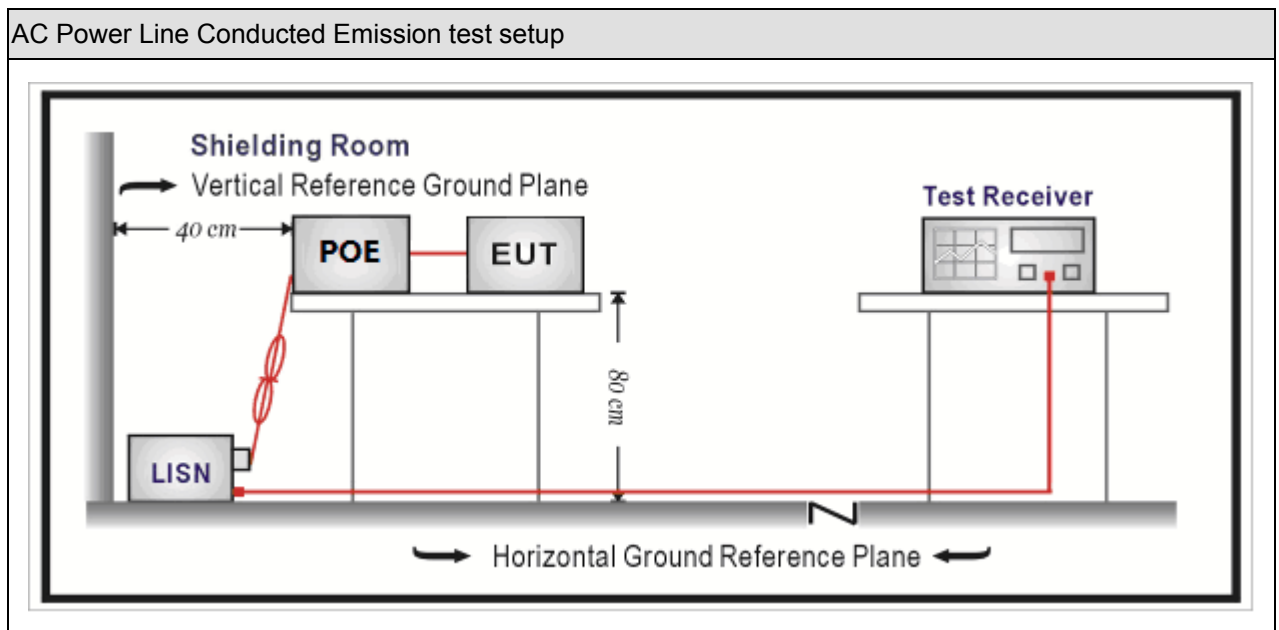 AC Power Line Conducted Emission test setup
Shielding Room
Vertical Reference Ground Plane
Test Receiver
40 cm
POE
EUT
80 cm
LISN
Horizontal Ground Reference Plane